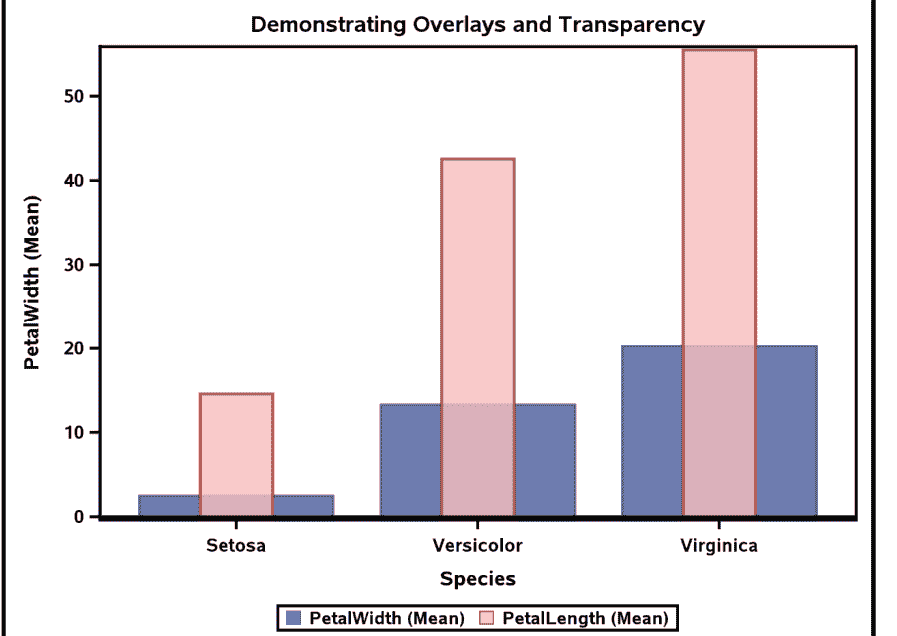 Demonstrating Overlays and Transparency
PetalWidth (Mean)
50
40
30
20
10
0
Setosa Versicolor Virginica
Species
PetalWidth (Mean) PetalLength (Mean)